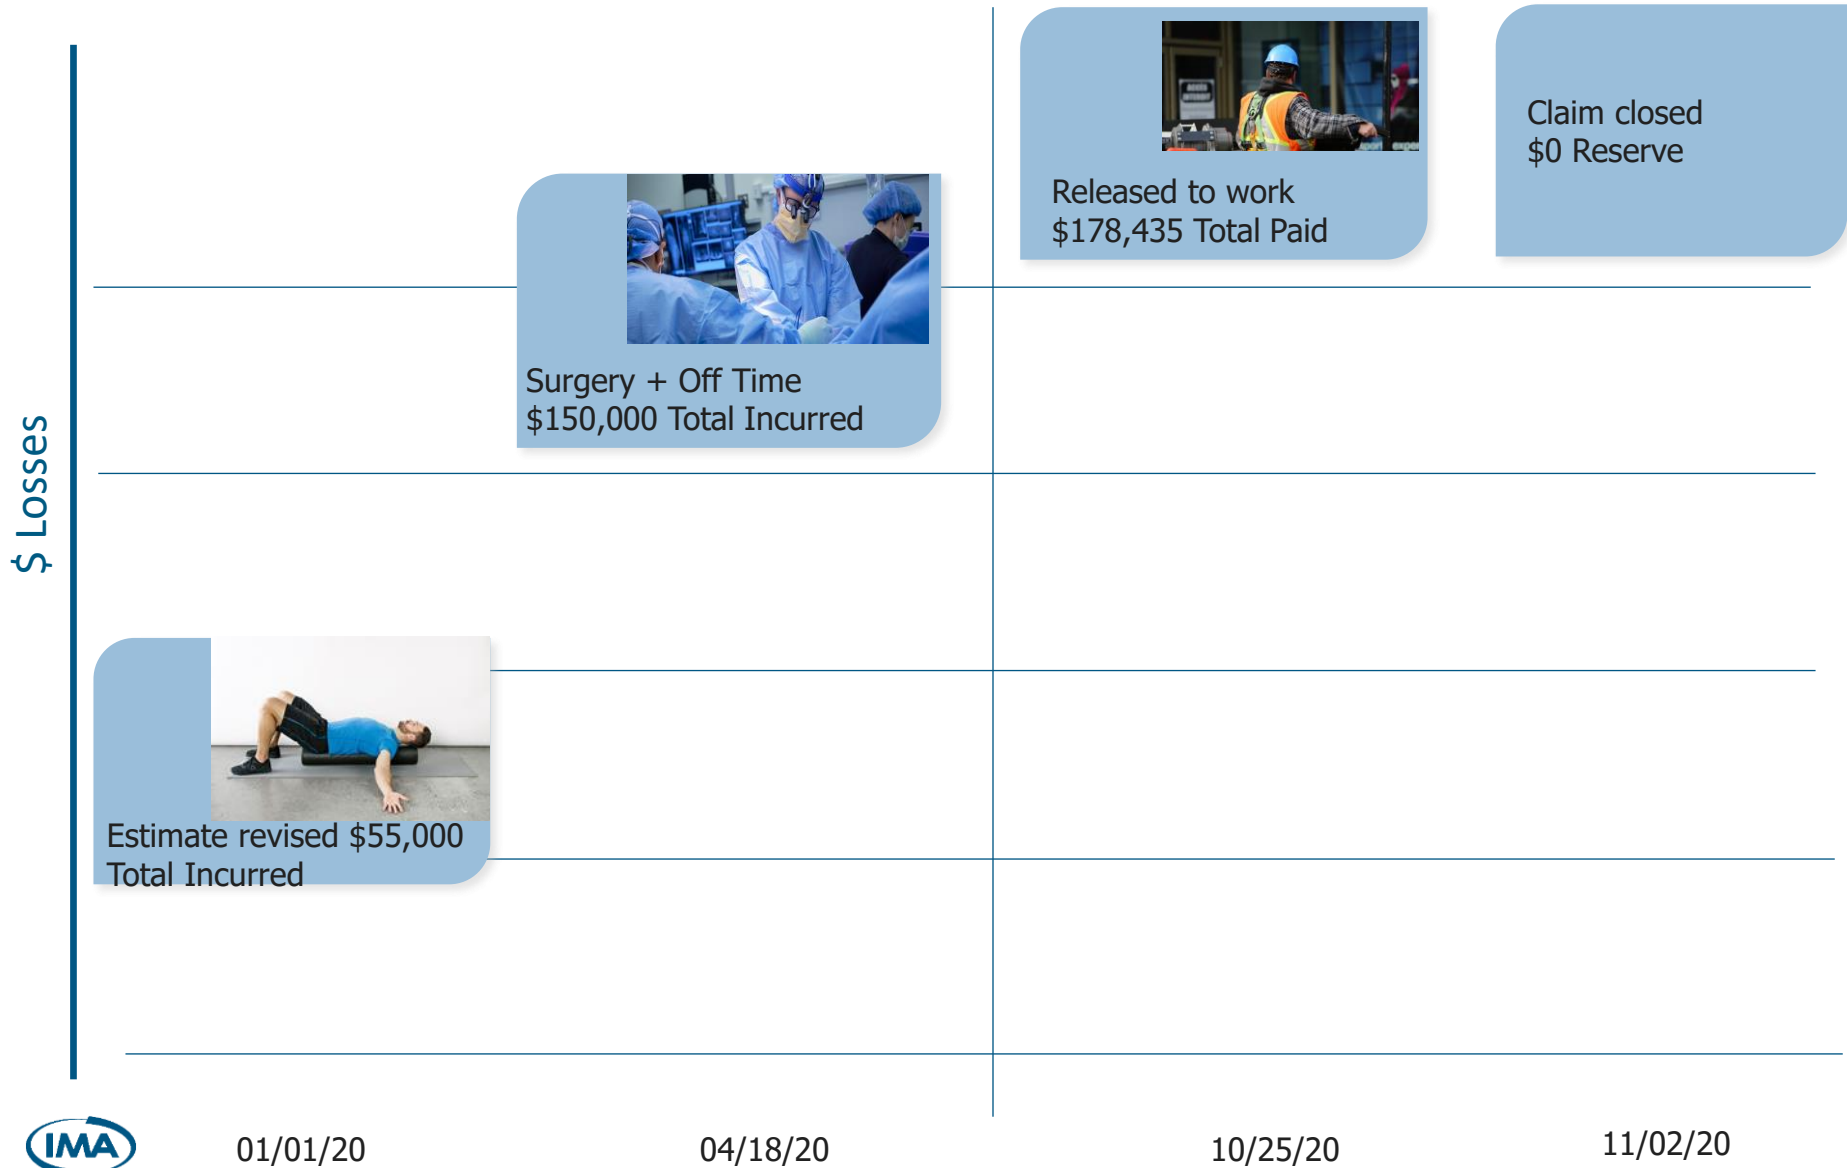 $ Losses
Released to work
$178,435 Total Paid
Claim closed
$0 Reserve
Surgery + Off Time
$150,000 Total Incurred
Estimate revised $55,000
Total Incurred
IMA
01/01/20
04/18/20
10/25/20
11/02/20